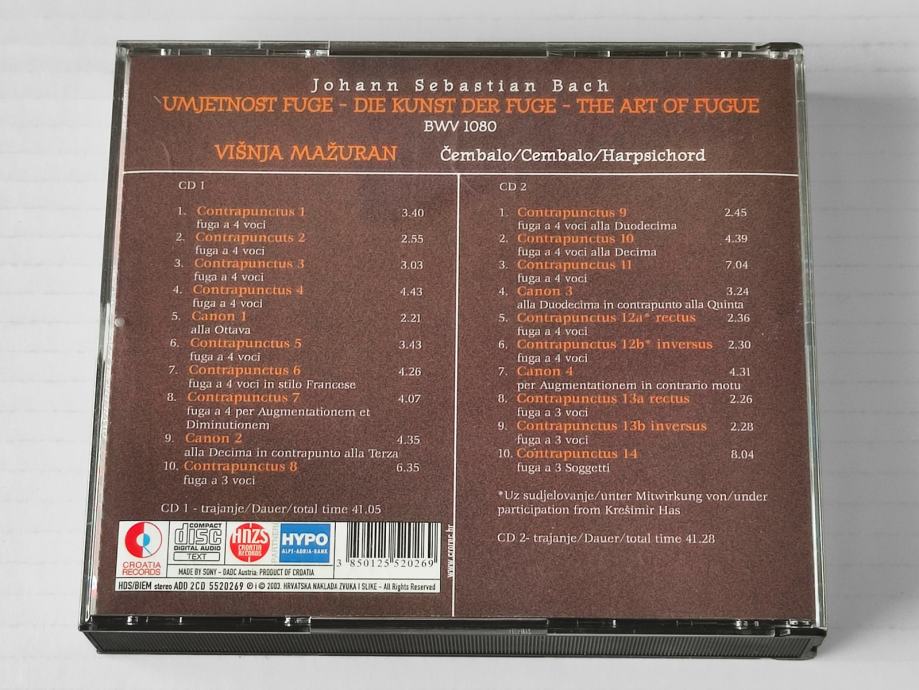 Johann Sebastian Bach
UMJETNOST FUGE - DIE KUNST DER FUGE - THE ART OF FUGUE
BWV 1080
VIŠNJA MAŽURAN Čembalo/Cembalo/Harpsichord
CD 1
1. Contrapunctus 1 3.40
fuga a 4 voci
2. Contrapuncuts 2 2.55
fuga a 4 voci
3. Contrapunctus 3 3.03
fuga a 4 voci
4. Contrapunctus 4 4.43
fuga a 4 voci
5. Canon 1 2.21
alla Ottava
6. Contrapunctus 5 3.43
fuga a 4 voci
7. Contrapunctus 6 4.26
fuga a 4 voci in stilo Francese
8. Contrapunctus 7 4.07
fuga a 4 per Augmentationem et
Diminutionem
9. Canon 2 4.35
alla Decima in contrapunto alla Terza
10. Contrapunctus 8 6.35
fuga a 3 voci
CD 1 - trajanje/Dauer/total time 41.05
CD 2
1. Contrapunctus 9 2.45
fuga a 4 voci alla Duodecima
2. Contrapunctus 10 4.39
fuga a 4 voci alla Decima
3. Contrapunctus 11 7.04
fuga a 4 voci
4. Canon 3 3.24
alla Duodecima in contrapunto alla Quinta
5. Contrapunctus 12a* rectus 2.36
fuga a 4 voci
6. Contrapunctus 12b* inversus 2.30
fuga a 4 voci
7. Canon 4 4.31
per Augmentationem in contrario motu
8. Contrapunctus 13a rectus 2.26
fuga a 3 voci
9. Contrapunctus 13b inversus 2.28
fuga a 3 voci
10. Contrapunctus 14 8.04
fuga a 3 Soggetti
*Uz sudjelovanje/unter Mitwirkung von/under
participation from Krešimir Has
CD 2- trajanje/Dauer/total time 41.28
CROATIA
RECORDS
COMPACT
disc
DIGITAL AUDIO
TEXT
HNZS
CROATIA
RECORDS
HYPO
ALPE-ADRIA-BANK
3 850125 520269
MADE BY SONY - DADC Austria; PRODUCT OF CROATIA
HDS/BIEM stereo ADD 2CD 5520269 ℗ i © 2003. HRVATSKA NAKLADA ZVUKA I SLIKE - All Rights Reserved
www.crorec.hr